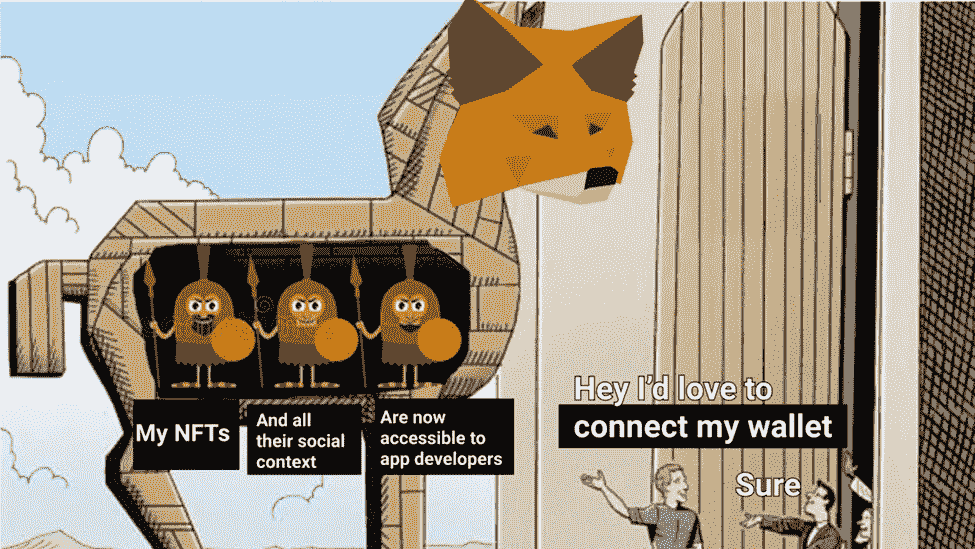 My NFTs
And all
their social
context
Are now
accessible to
app developers
Hey I'd love to
connect my wallet
Sure